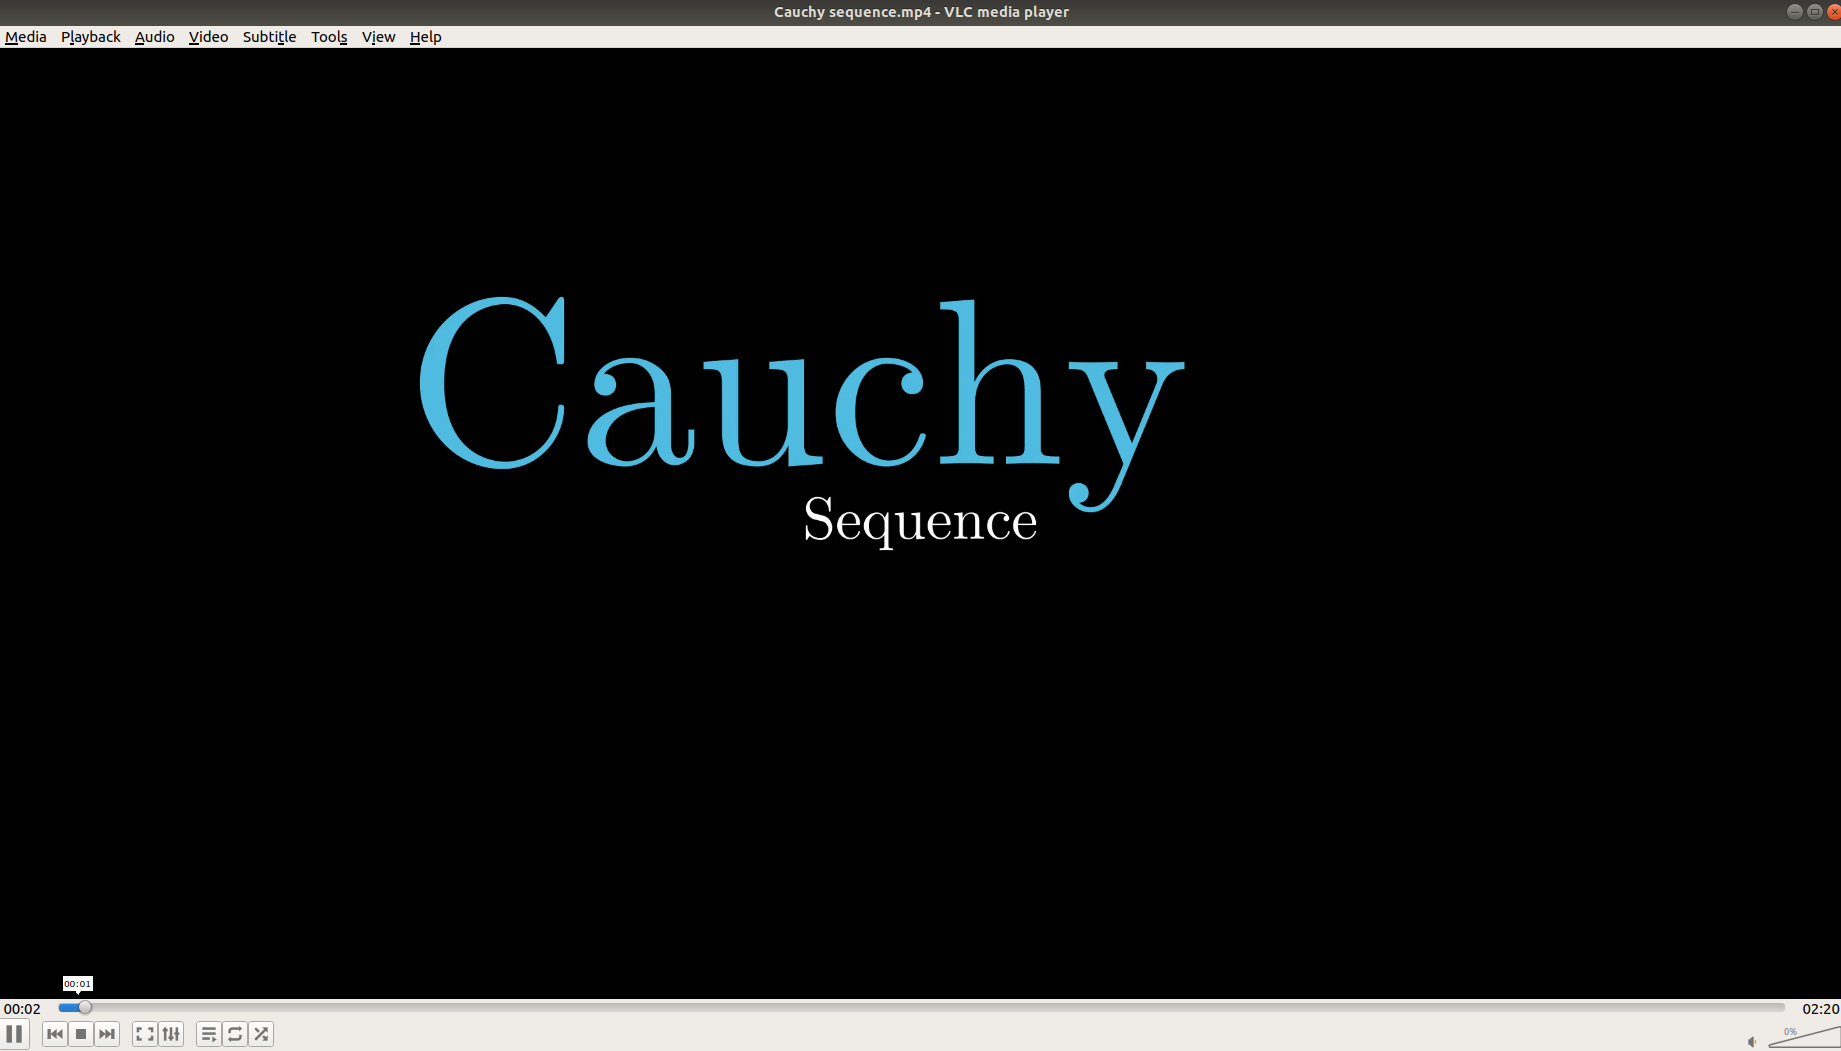 Cauchy sequence.mp4 - VLC media player
Media Playback Audio Video Subtitle Tools View Help
Cauchy
Sequence
00:01
00:02 02:20
0%